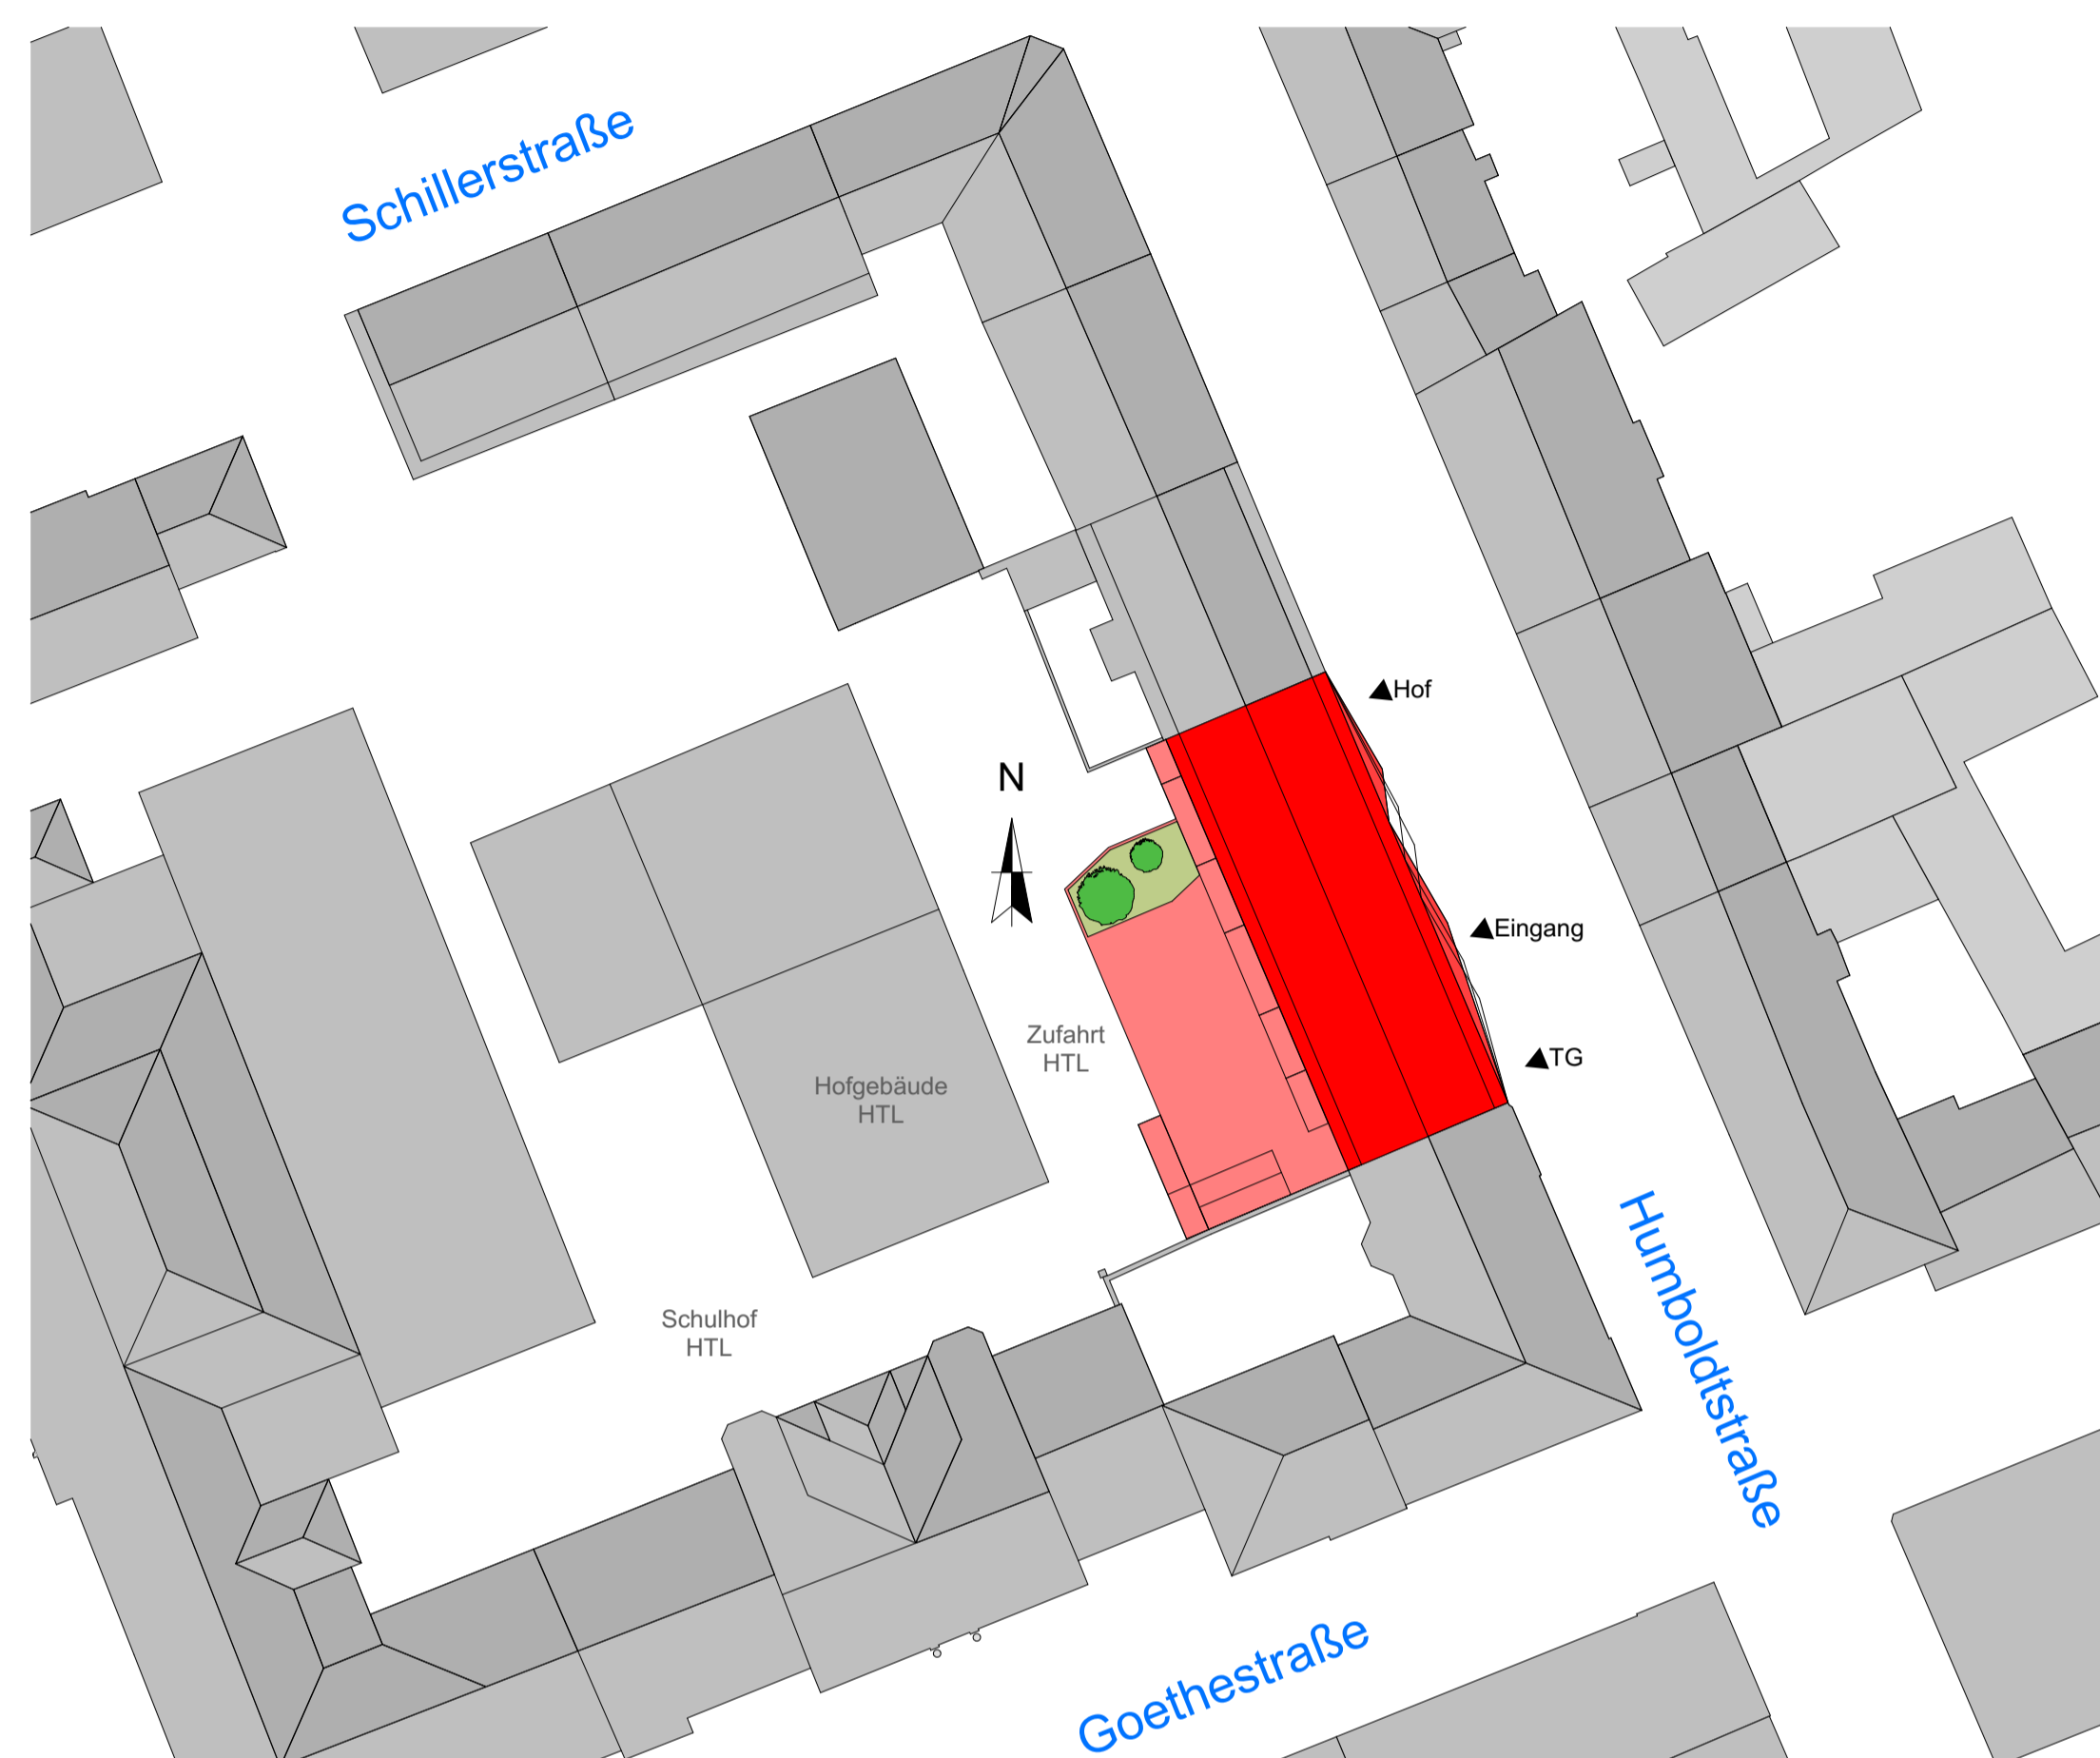 Schillerstraße
Hof
N
Eingang
Zufahrt
HTL
TG
Hofgebäude
HTL
Humboldtstraße
Schulhof
HTL
Goethestraße